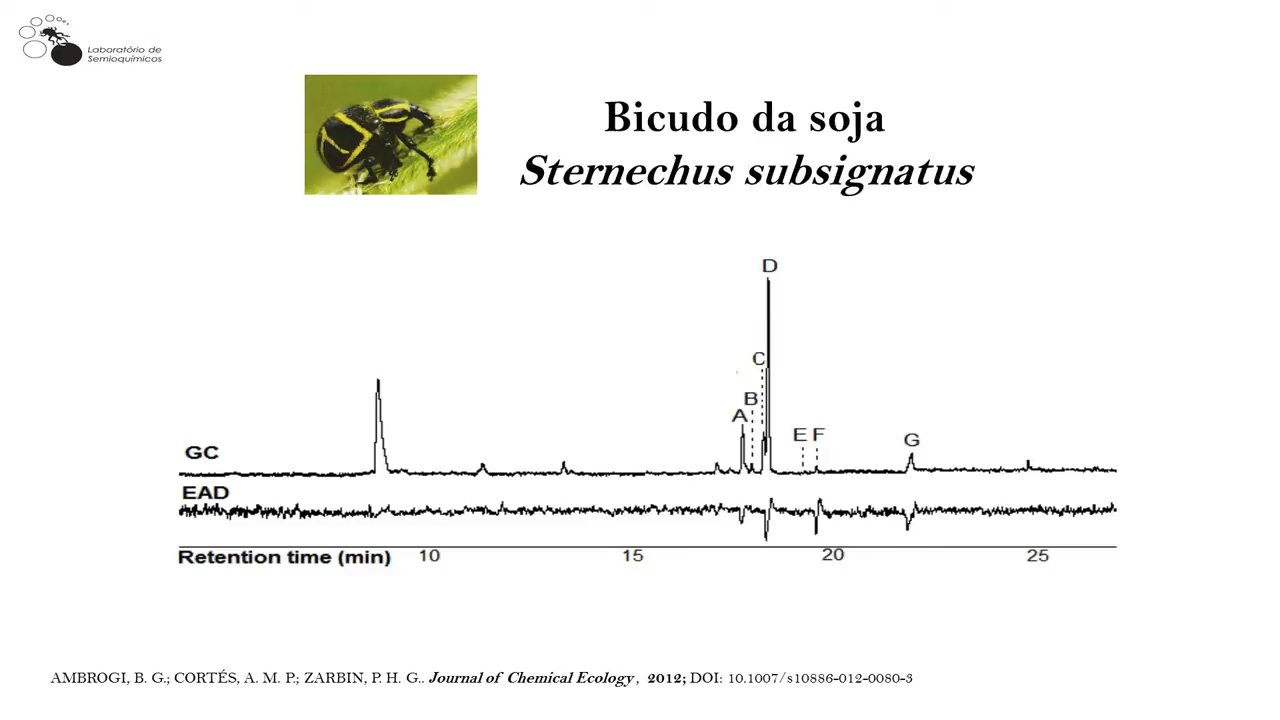 Laboratório de
Semioquímicos
Bicudo da soja
Sternechus subsignatus
D
C
B
A
E F
G
GC
EAD
Retention time (min) 10 15 20 25
AMBROGI, B. G.; CORTÉS, A. M. P.; ZARBIN, P. H. G.. Journal of Chemical Ecology , 2012; DOI: 10.1007/s10886-012-0080-3